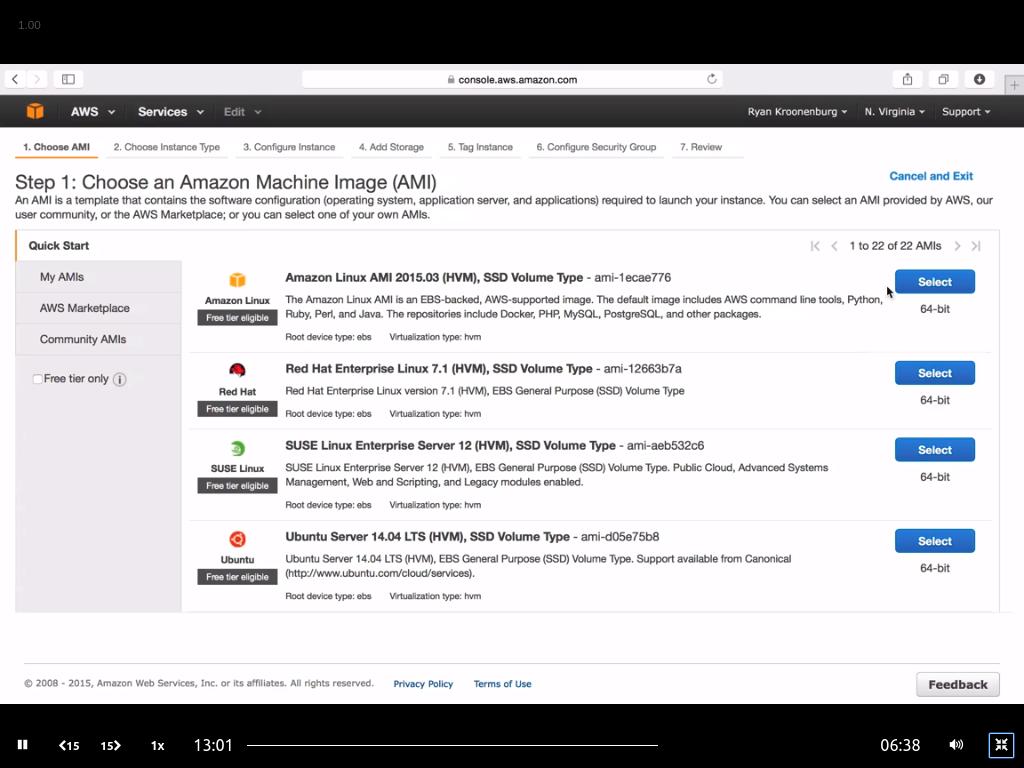 1.00
console.aws.amazon.com
AWS Services Edit Ryan Kroonenburg N. Virginia Support
1. Choose AMI 2. Choose Instance Type 3. Configure Instance 4. Add Storage 5. Tag Instance 6. Configure Security Group 7. Review
Step 1: Choose an Amazon Machine Image (AMI)
Cancel and Exit
An AMI is a template that contains the software configuration (operating system, application server, and applications) required to launch your instance. You can select an AMI provided by AWS, our
user community, or the AWS Marketplace; or you can select one of your own AMIs.
Quick Start
1 to 22 of 22 AMIs
My AMIs
AWS Marketplace
Community AMIs
Free tier only
Amazon Linux
Free tier eligible
Amazon Linux AMI 2015.03 (HVM), SSD Volume Type - ami-1ecae776
The Amazon Linux AMI is an EBS-backed, AWS-supported image. The default image includes AWS command line tools, Python,
Ruby, Perl, and Java. The repositories include Docker, PHP, MySQL, PostgreSQL, and other packages.
Root device type: ebs Virtualization type: hvm
Select
64-bit
Red Hat
Free tier eligible
Red Hat Enterprise Linux 7.1 (HVM), SSD Volume Type - ami-12663b7a
Red Hat Enterprise Linux version 7.1 (HVM), EBS General Purpose (SSD) Volume Type
Root device type: ebs Virtualization type: hvm
Select
64-bit
SUSE Linux
Free tier eligible
SUSE Linux Enterprise Server 12 (HVM), SSD Volume Type - ami-aeb532c6
SUSE Linux Enterprise Server 12 (HVM), EBS General Purpose (SSD) Volume Type. Public Cloud, Advanced Systems
Management, Web and Scripting, and Legacy modules enabled.
Root device type: ebs Virtualization type: hvm
Select
64-bit
Ubuntu
Free tier eligible
Ubuntu Server 14.04 LTS (HVM), SSD Volume Type - ami-d05e75b8
Ubuntu Server 14.04 LTS (HVM), EBS General Purpose (SSD) Volume Type. Support available from Canonical
(http://www.ubuntu.com/cloud/services).
Root device type: ebs Virtualization type: hvm
Select
64-bit
© 2008 - 2015, Amazon Web Services, Inc. or its affiliates. All rights reserved. Privacy Policy Terms of Use
Feedback
15 15 1x 13:01 06:38